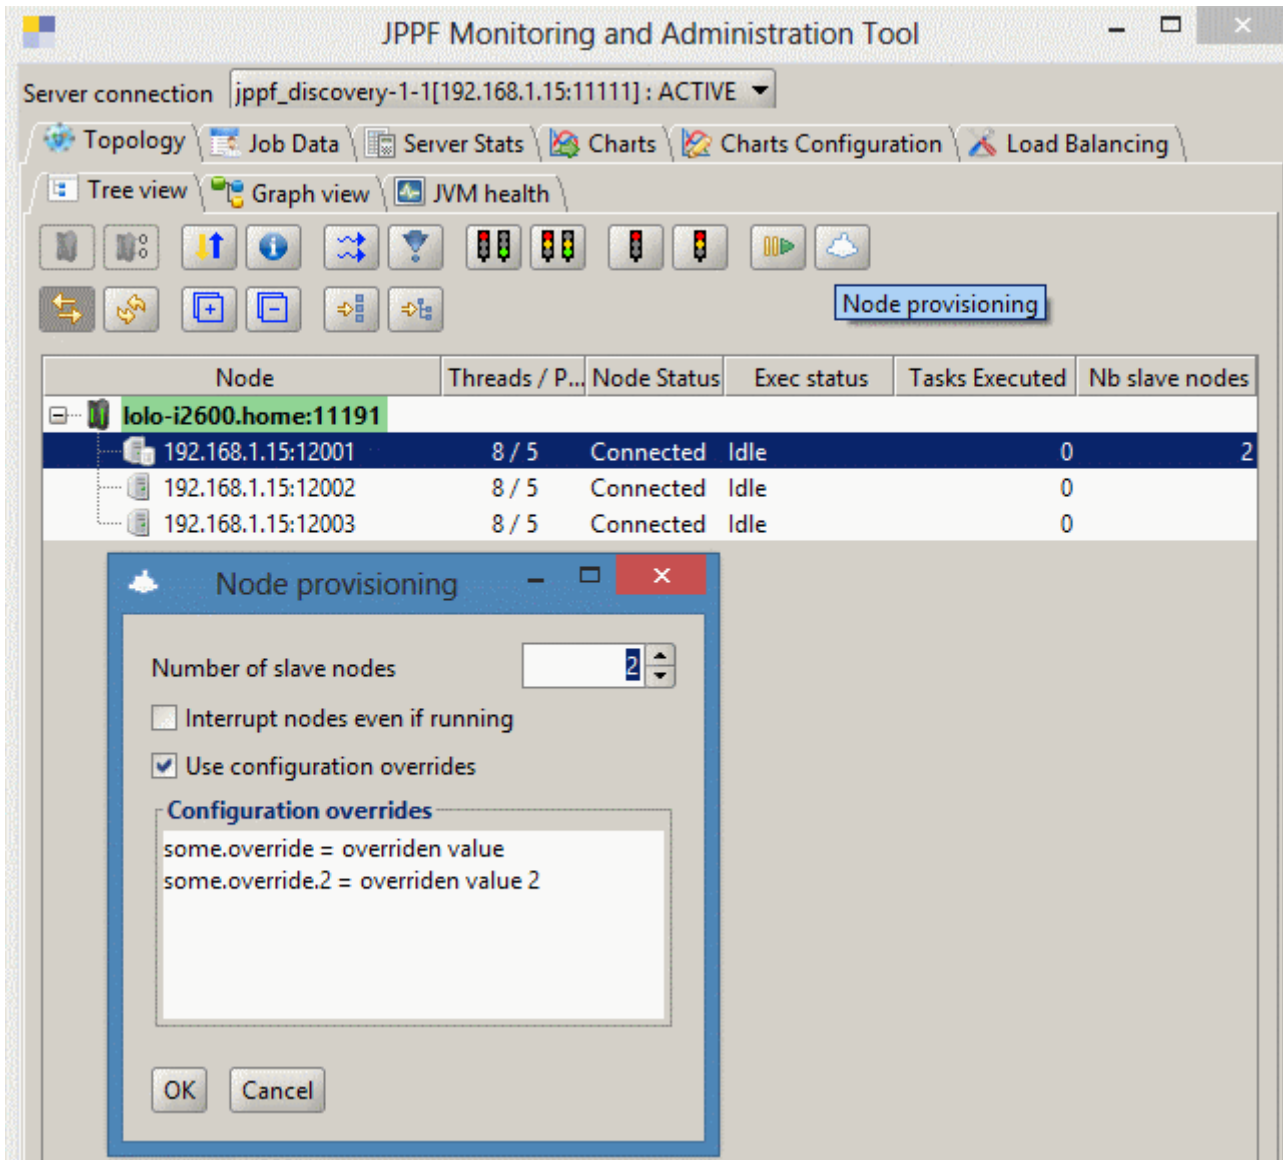 JPPF Monitoring and Administration Tool
Server connection jppf_discovery-1-1[192.168.1.15:11111] : ACTIVE
Topology Job Data Server Stats Charts Charts Configuration Load Balancing
Tree view Graph view JVM health
Node provisioning
Node Threads / P... Node Status Exec status Tasks Executed Nb slave nodes
lolo-i2600.home:11191
192.168.1.15:12001 8 / 5 Connected Idle 0 2
192.168.1.15:12002 8 / 5 Connected Idle 0
192.168.1.15:12003 8 / 5 Connected Idle 0
Node provisioning
Number of slave nodes 2
Interrupt nodes even if running
Use configuration overrides
Configuration overrides
some.override = overriden value
some.override.2 = overriden value 2
OK Cancel